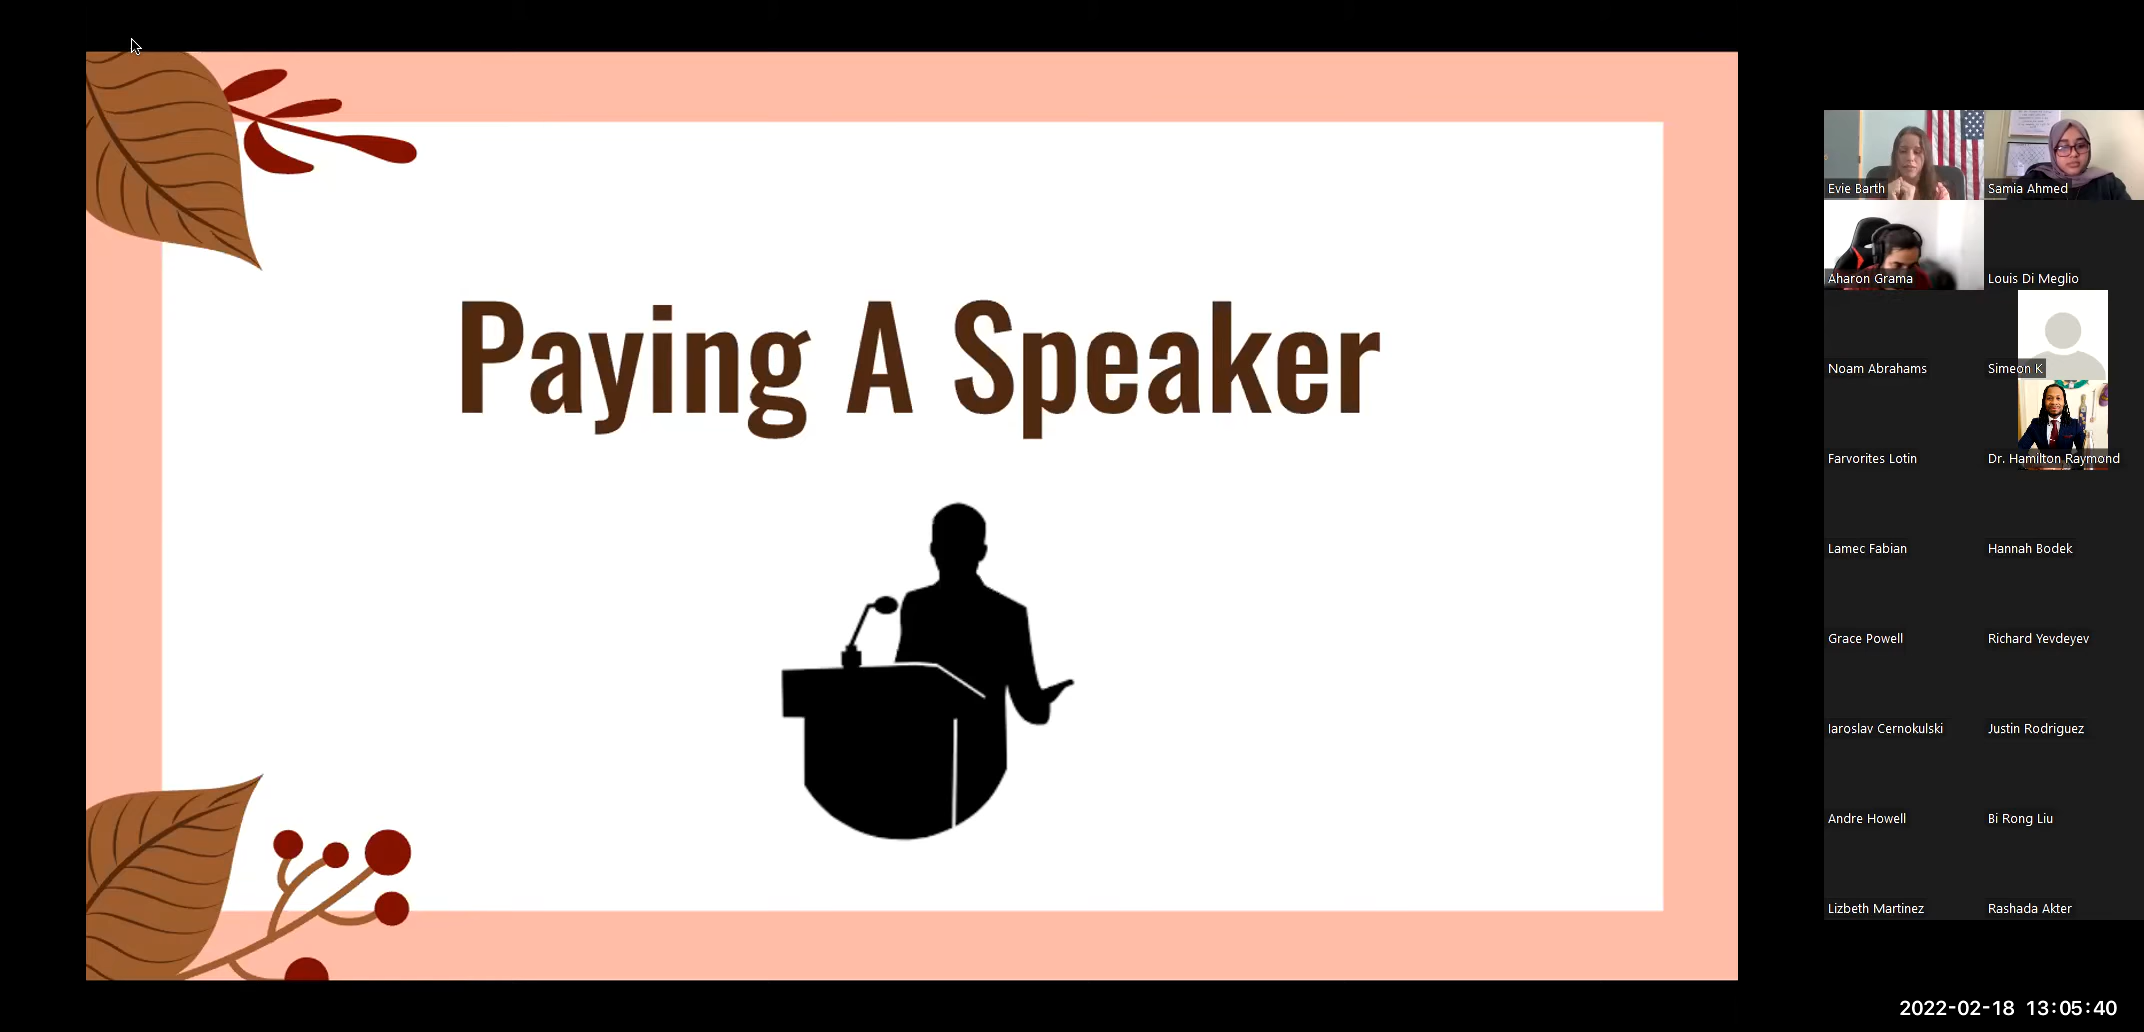 Paying A Speaker
Evie Barth
Samia Ahmed
Aharon Grama
Louis Di Meglio
Noam Abrahams
Simeon K
Farvorites Lotin
Dr. Hamilton Raymond
Lamec Fabian
Hannah Bodek
Grace Powell
Richard Yevdeyev
Iaroslav Cernokulski
Justin Rodriguez
Andre Howell
Bi Rong Liu
Lizbeth Martinez
Rashada Akter
2022-02-18 13:05:40